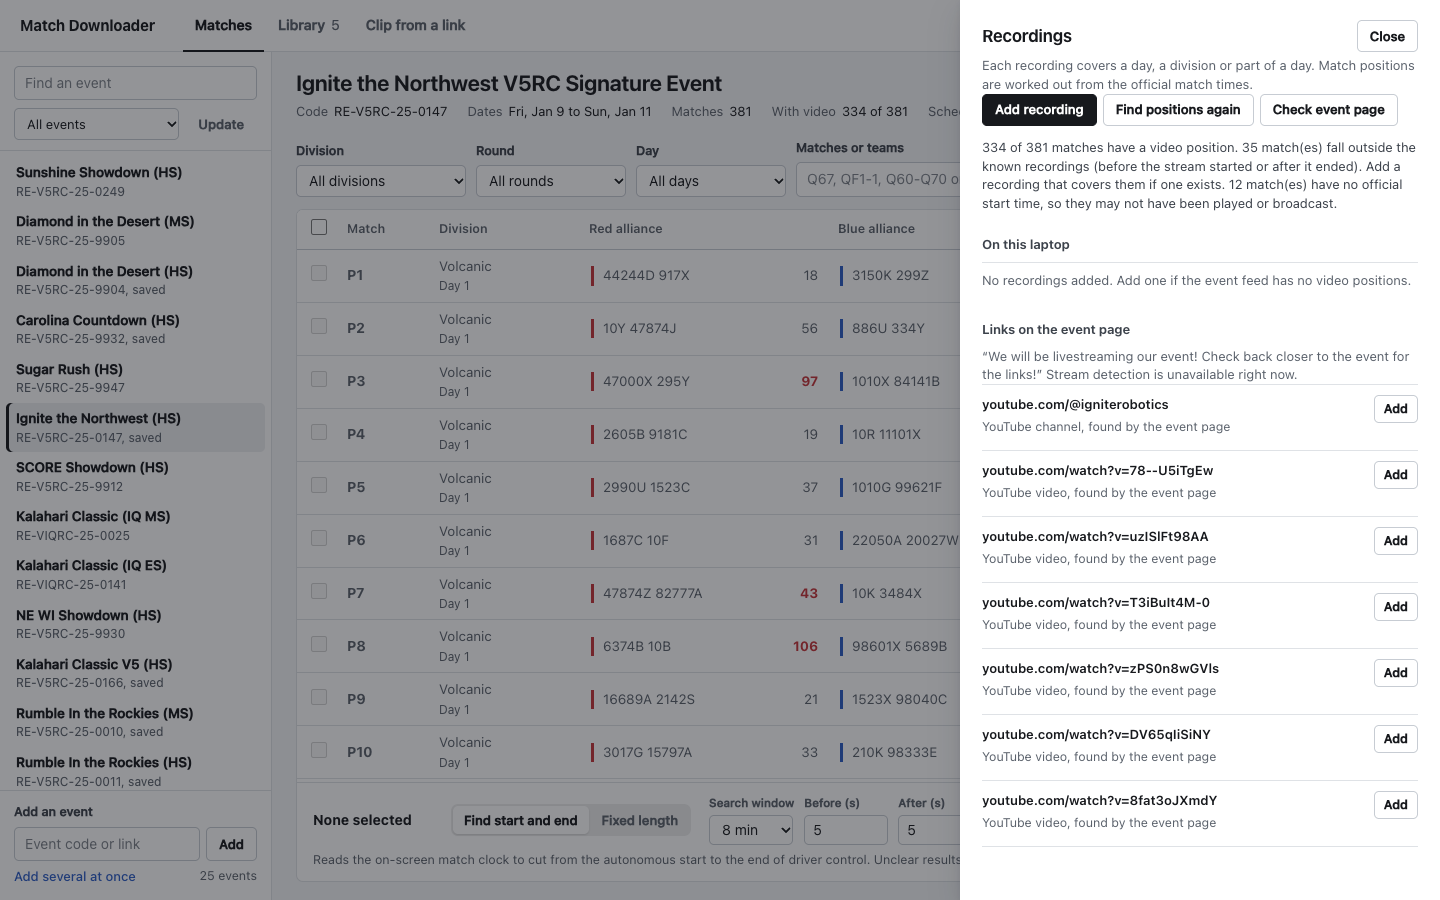 Match Downloader
Matches
Library 5
Clip from a link
Find an event
All events
Update
Sunshine Showdown (HS)
RE-V5RC-25-0249
Diamond in the Desert (MS)
RE-V5RC-25-9905
Diamond in the Desert (HS)
RE-V5RC-25-9904, saved
Carolina Countdown (HS)
RE-V5RC-25-9932, saved
Sugar Rush (HS)
RE-V5RC-25-9947
Ignite the Northwest (HS)
RE-V5RC-25-0147, saved
SCORE Showdown (HS)
RE-V5RC-25-9912
Kalahari Classic (IQ MS)
RE-VIQRC-25-0025
Kalahari Classic (IQ ES)
RE-VIQRC-25-0141
NE WI Showdown (HS)
RE-V5RC-25-9930
Kalahari Classic V5 (HS)
RE-V5RC-25-0166, saved
Rumble In the Rockies (MS)
RE-V5RC-25-0010, saved
Rumble In the Rockies (HS)
RE-V5RC-25-0011, saved
Add an event
Event code or link
Add
Add several at once
25 events
Ignite the Northwest V5RC Signature Event
Code RE-V5RC-25-0147 Dates Fri, Jan 9 to Sun, Jan 11 Matches 381 With video 334 of 381
Division
All divisions
Round
All rounds
Day
All days
Matches or teams
Q67, QF1-1, Q60-Q70
Match Division Red alliance Blue alliance
P1 Volcanic Day 1 44244D 917X 18 3150K 299Z
P2 Volcanic Day 1 10Y 47874J 56 886U 334Y
P3 Volcanic Day 1 47000X 295Y 97 1010X 84141B
P4 Volcanic Day 1 2605B 9181C 19 10R 11101X
P5 Volcanic Day 1 2990U 1523C 37 1010G 99621F
P6 Volcanic Day 1 1687C 10F 31 22050A 20027W
P7 Volcanic Day 1 47874Z 82777A 43 10K 3484X
P8 Volcanic Day 1 6374B 10B 106 98601X 5689B
P9 Volcanic Day 1 16689A 2142S 21 1523X 98040C
P10 Volcanic Day 1 3017G 15797A 33 210K 98333E
None selected
Find start and end
Fixed length
Search window
8 min
Before (s)
5
After (s)
5
Reads the on-screen match clock to cut from the autonomous start to the end of driver control. Unclear results
Recordings
Close
Each recording covers a day, a division or part of a day. Match positions
are worked out from the official match times.
Add recording
Find positions again
Check event page
334 of 381 matches have a video position. 35 match(es) fall outside the
known recordings (before the stream started or after it ended). Add a
recording that covers them if one exists. 12 match(es) have no official
start time, so they may not have been played or broadcast.
On this laptop
No recordings added. Add one if the event feed has no video positions.
Links on the event page
“We will be livestreaming our event! Check back closer to the event for
the links!” Stream detection is unavailable right now.
youtube.com/@igniterobotics
Add
YouTube channel, found by the event page
youtube.com/watch?v=78--U5iTgEw
Add
YouTube video, found by the event page
Add
YouTube video, found by the event page
Add
YouTube video, found by the event page
Add
YouTube video, found by the event page
Add
YouTube video, found by the event page
youtube.com/watch?v=8fat3oJXmdY
Add
YouTube video, found by the event page